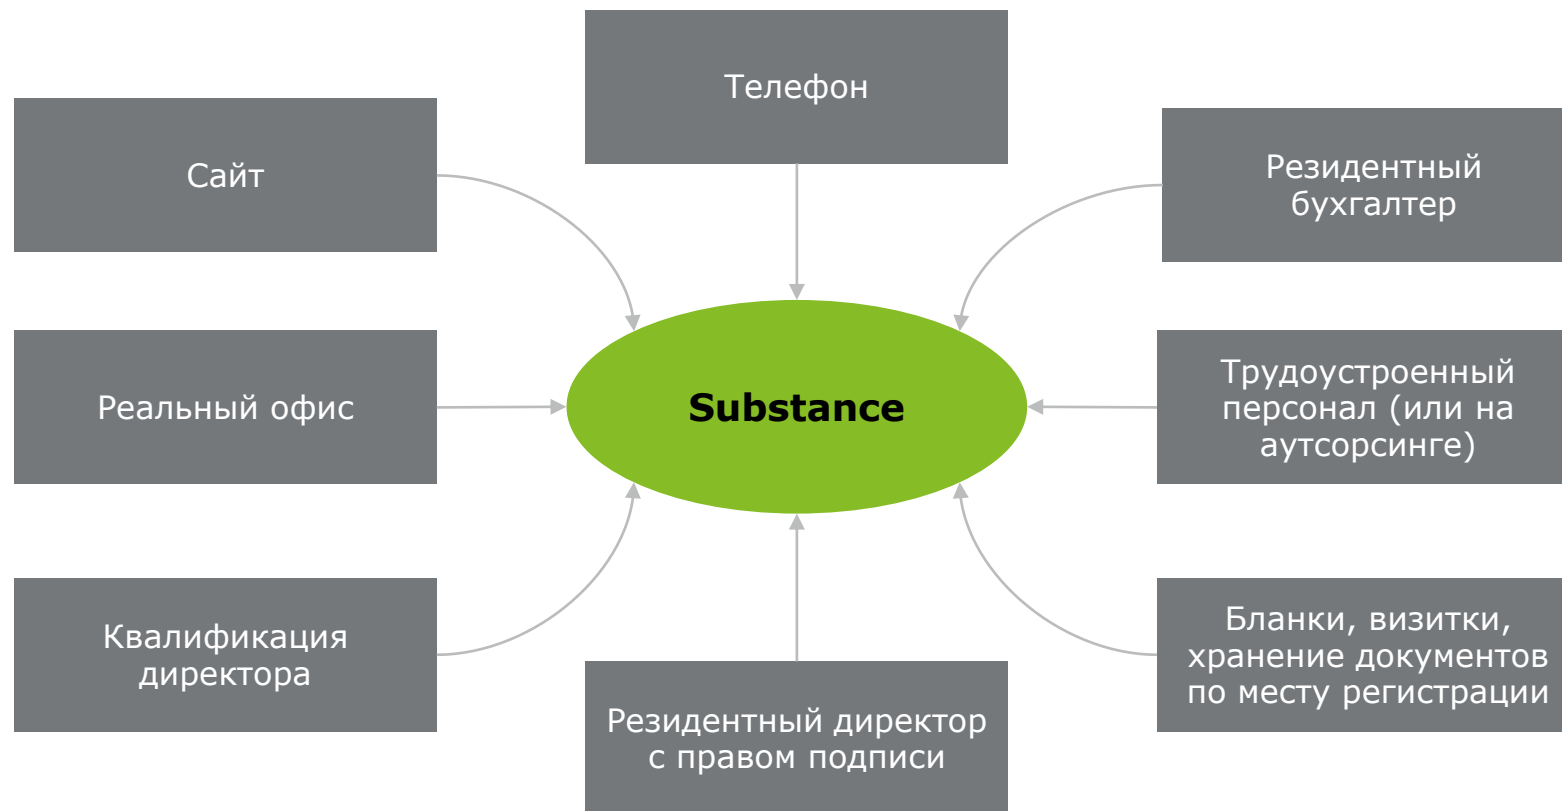 Телефон
Сайт
Резидентный
бухгалтер
Реальный офис
Substance
Трудоустроенный
персонал (или на
аутсорсинге)
Квалификация
директора
Резидентный директор
с правом подписи
Бланки, визитки,
хранение документов
по месту регистрации